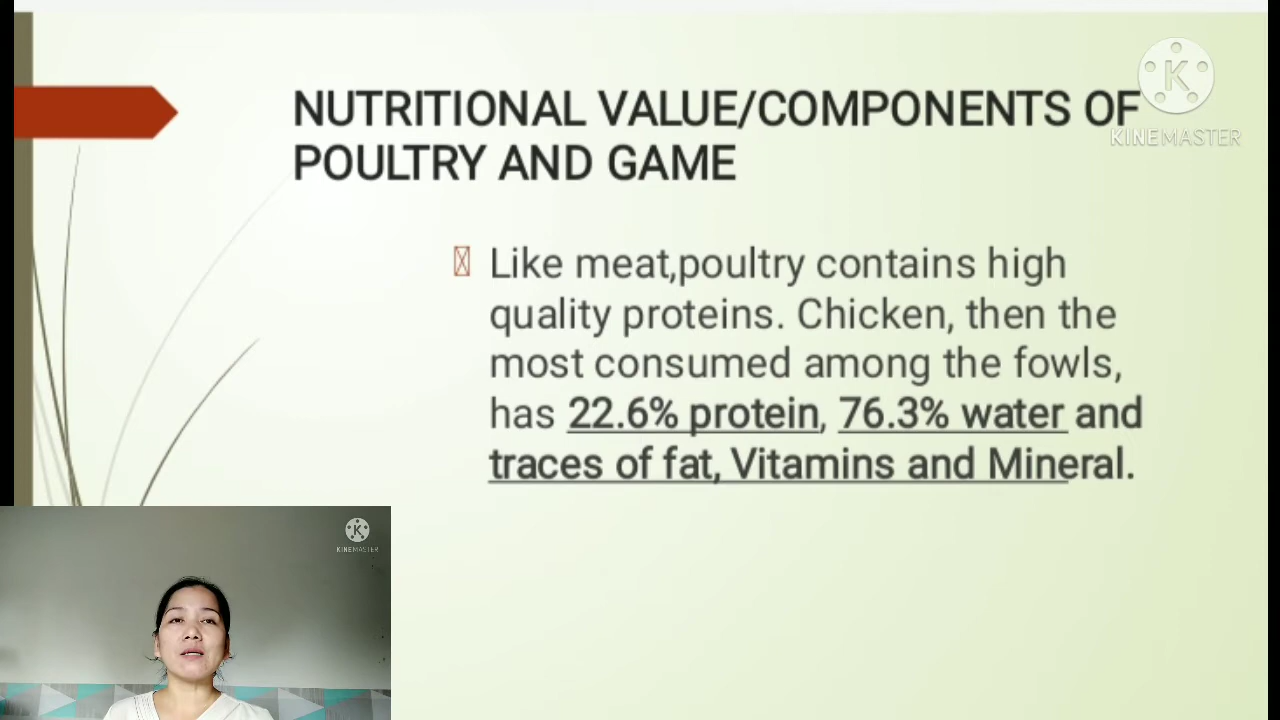 NUTRITIONAL VALUE/COMPONENTS OF
POULTRY AND GAME
K
KINEMASTER
Like meat,poultry contains high
quality proteins. Chicken, then the
most consumed among the fowls,
has 22.6% protein, 76.3% water and
traces of fat, Vitamins and Mineral.
K
KINEMASTER